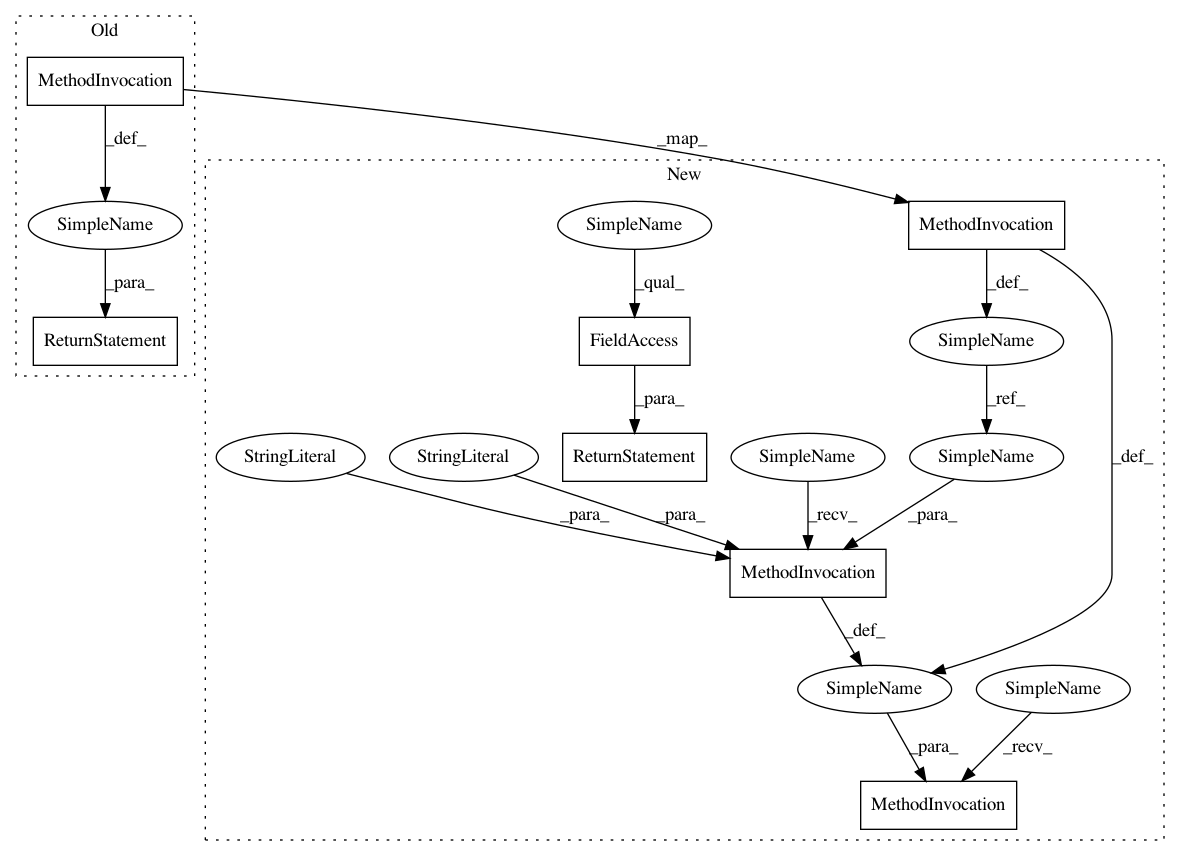 Old
MethodInvocation
_def_
_map_
New
SimpleName
SimpleName
MethodInvocation
_para_
_qual_
_def_
ReturnStatement
FieldAccess
SimpleName
_para_
_ref_
StringLiteral
StringLiteral
ReturnStatement
SimpleName
SimpleName
_def_
_para_
_para_
_recv_
_para_
MethodInvocation
_def_
SimpleName
SimpleName
_para_
_recv_
MethodInvocation